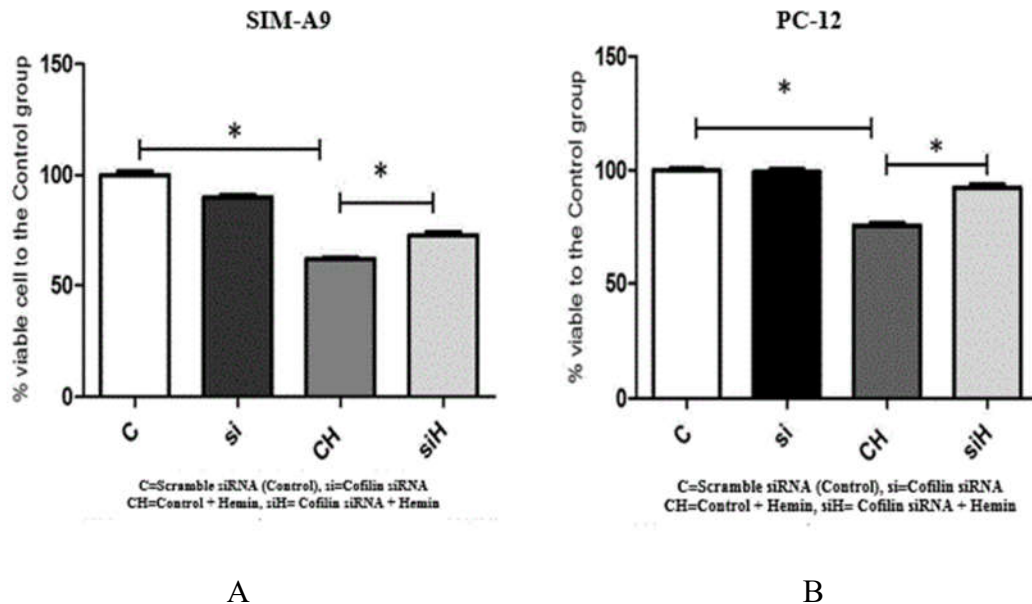 SIM-A9
% viable cell to the Control group
150
100
50
0
C
si
CH
siH
C=Scramble siRNA (Control), si=Cofilin siRNA
CH=Control + Hemin, siH= Cofilin siRNA + Hemin
*
*
A
PC-12
% viable to the Control group
150
100
50
0
C
si
CH
siH
C=Scramble siRNA (Control), si=Cofilin siRNA
CH=Control + Hemin, siH= Cofilin siRNA + Hemin
*
*
B